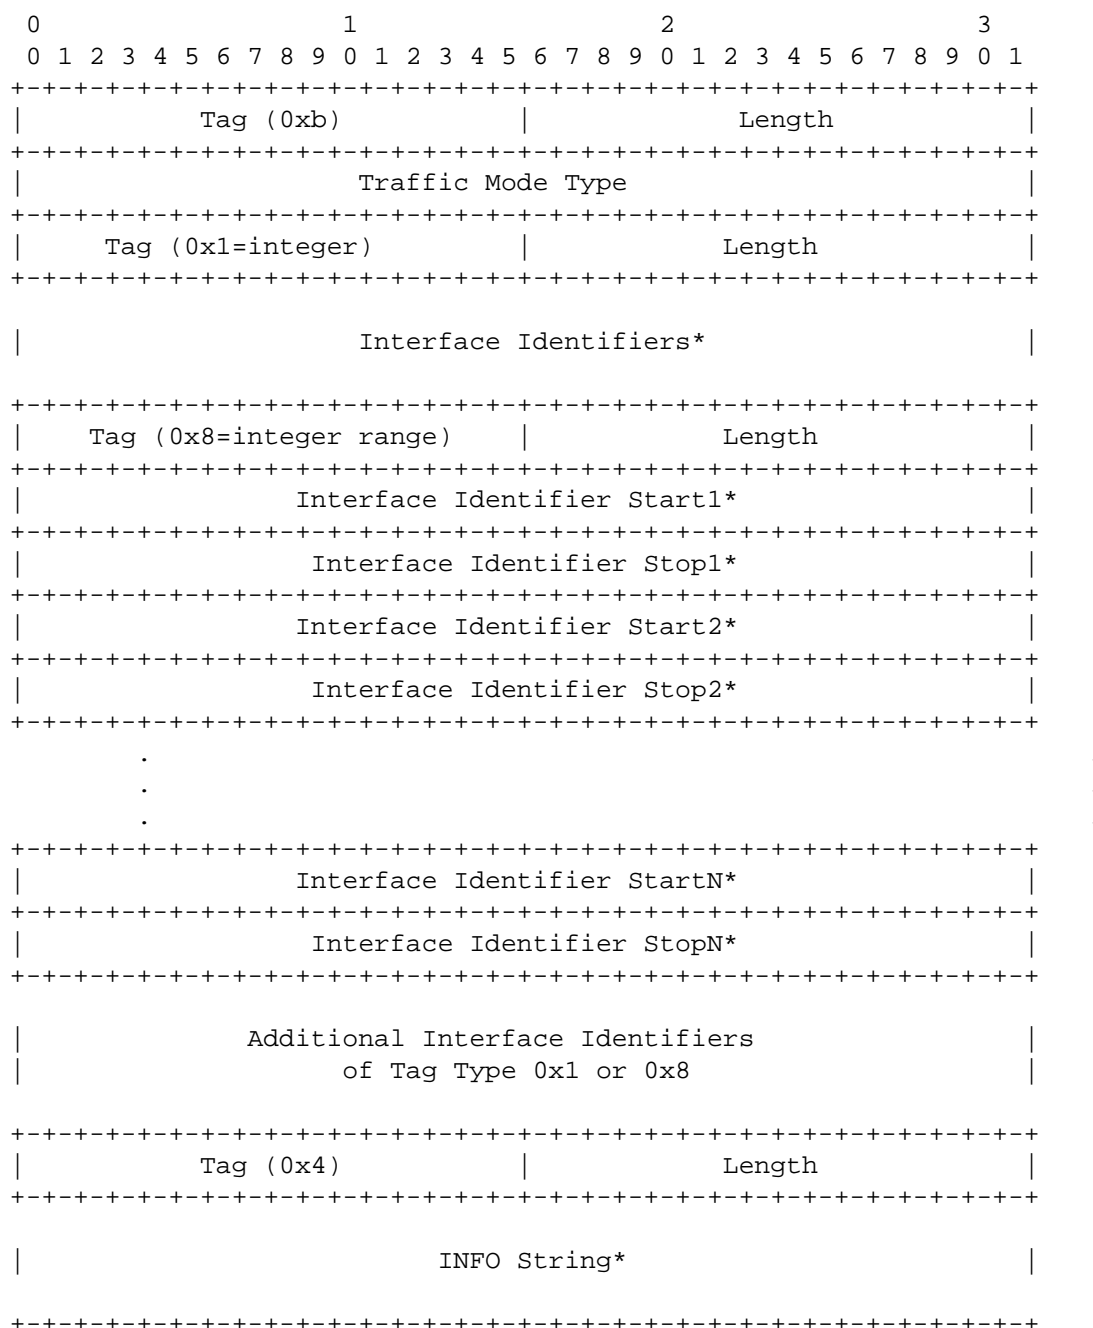 0                   1                   2                   3
 0 1 2 3 4 5 6 7 8 9 0 1 2 3 4 5 6 7 8 9 0 1 2 3 4 5 6 7 8 9 0 1
+-+-+-+-+-+-+-+-+-+-+-+-+-+-+-+-+-+-+-+-+-+-+-+-+-+-+-+-+-+-+-+-+
|           Tag (0xb)           |             Length            |
+-+-+-+-+-+-+-+-+-+-+-+-+-+-+-+-+-+-+-+-+-+-+-+-+-+-+-+-+-+-+-+-+
|                     Traffic Mode Type                         |
+-+-+-+-+-+-+-+-+-+-+-+-+-+-+-+-+-+-+-+-+-+-+-+-+-+-+-+-+-+-+-+-+
|     Tag (0x1=integer)         |            Length             |
+-+-+-+-+-+-+-+-+-+-+-+-+-+-+-+-+-+-+-+-+-+-+-+-+-+-+-+-+-+-+-+-+
|                     Interface Identifiers*                    |
+-+-+-+-+-+-+-+-+-+-+-+-+-+-+-+-+-+-+-+-+-+-+-+-+-+-+-+-+-+-+-+-+
|    Tag (0x8=integer range)    |            Length             |
+-+-+-+-+-+-+-+-+-+-+-+-+-+-+-+-+-+-+-+-+-+-+-+-+-+-+-+-+-+-+-+-+
|                 Interface Identifier Start1*                  |
+-+-+-+-+-+-+-+-+-+-+-+-+-+-+-+-+-+-+-+-+-+-+-+-+-+-+-+-+-+-+-+-+
|                  Interface Identifier Stop1*                  |
+-+-+-+-+-+-+-+-+-+-+-+-+-+-+-+-+-+-+-+-+-+-+-+-+-+-+-+-+-+-+-+-+
|                 Interface Identifier Start2*                  |
+-+-+-+-+-+-+-+-+-+-+-+-+-+-+-+-+-+-+-+-+-+-+-+-+-+-+-+-+-+-+-+-+
|                  Interface Identifier Stop2*                  |
+-+-+-+-+-+-+-+-+-+-+-+-+-+-+-+-+-+-+-+-+-+-+-+-+-+-+-+-+-+-+-+-+
        .
        .
        .
+-+-+-+-+-+-+-+-+-+-+-+-+-+-+-+-+-+-+-+-+-+-+-+-+-+-+-+-+-+-+-+-+
|                 Interface Identifier StartN*                  |
+-+-+-+-+-+-+-+-+-+-+-+-+-+-+-+-+-+-+-+-+-+-+-+-+-+-+-+-+-+-+-+-+
|                  Interface Identifier StopN*                  |
+-+-+-+-+-+-+-+-+-+-+-+-+-+-+-+-+-+-+-+-+-+-+-+-+-+-+-+-+-+-+-+-+
|              Additional Interface Identifiers                 |
|                    of Tag Type 0x1 or 0x8                     |
+-+-+-+-+-+-+-+-+-+-+-+-+-+-+-+-+-+-+-+-+-+-+-+-+-+-+-+-+-+-+-+-+
|           Tag (0x4)           |            Length             |
+-+-+-+-+-+-+-+-+-+-+-+-+-+-+-+-+-+-+-+-+-+-+-+-+-+-+-+-+-+-+-+-+
|                          INFO String*                         |
+-+-+-+-+-+-+-+-+-+-+-+-+-+-+-+-+-+-+-+-+-+-+-+-+-+-+-+-+-+-+-+-+